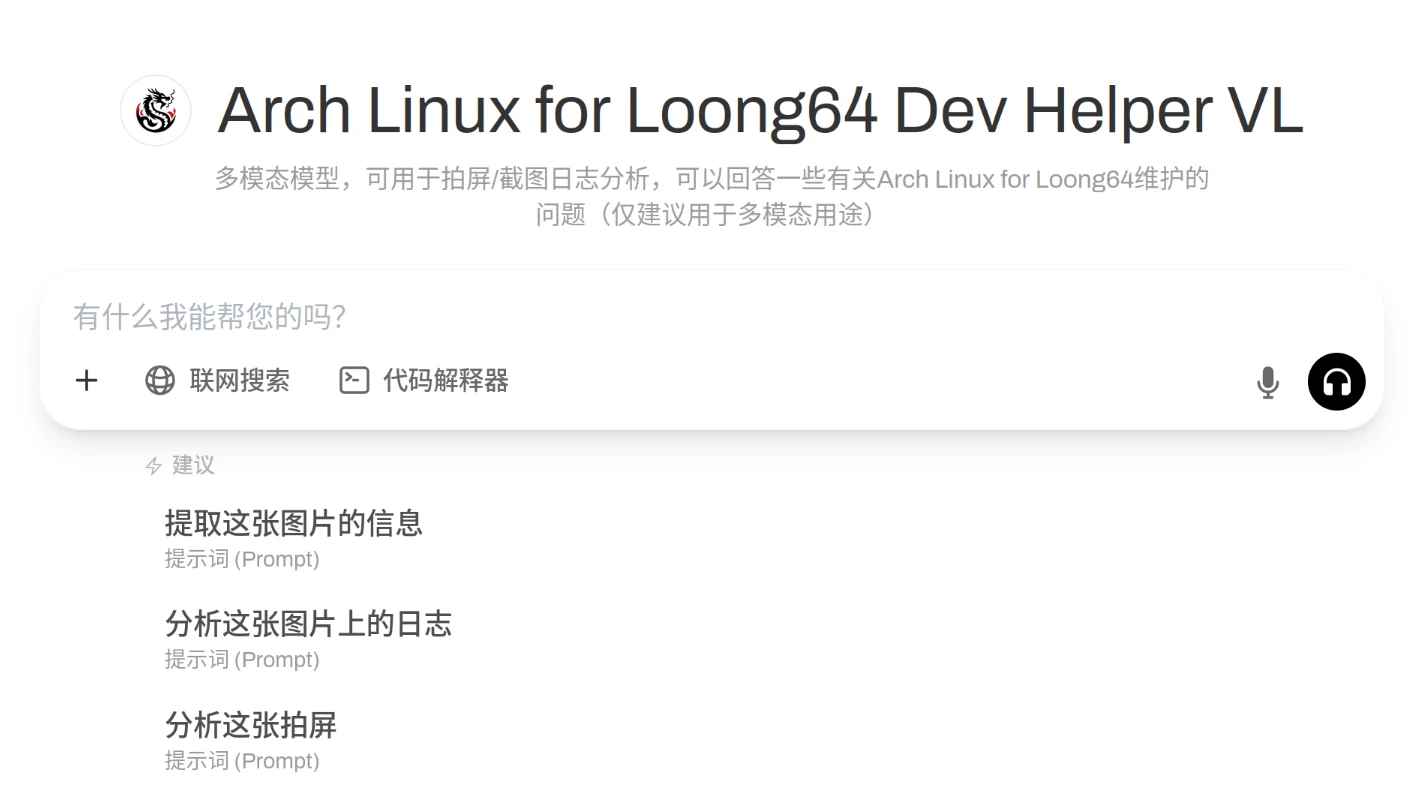 Arch Linux for Loong64 Dev Helper VL
多模态模型，可用于拍屏/截图日志分析，可以回答一些有关Arch Linux for Loong64维护的
问题（仅建议用于多模态用途）
有什么我能帮您的吗？
联网搜索 代码解释器
建议
提取这张图片的信息
提示词 (Prompt)
分析这张图片上的日志
提示词 (Prompt)
分析这张拍屏
提示词 (Prompt)